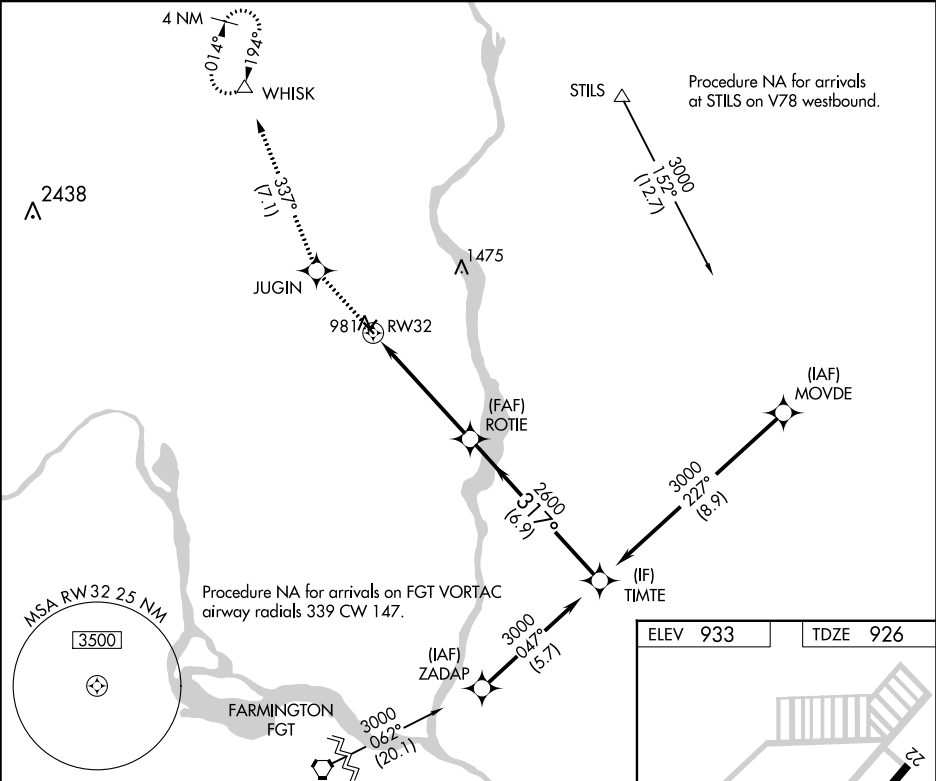 4 NM
014°
194°
WHISK
STILS
Procedure NA for arrivals
at STILS on V78 westbound.
3000
152°
(12.7)
337°
(7.1)
2438
1475
JUGIN
981
RW32
(IAF)
MOVDE
(FAF)
ROTIE
3000
227°
(8.9)
2600
317°
(6.9)
(IF)
TIMTE
MSA RW32 25 NM
3500
Procedure NA for arrivals on FGT VORTAC
airway radials 339 CW 147.
3000
047°
(5.7)
(IAF)
ZADAP
FARMINGTON
FGT
3000
062°
(20.1)
ELEV 933
TDZE 926
22